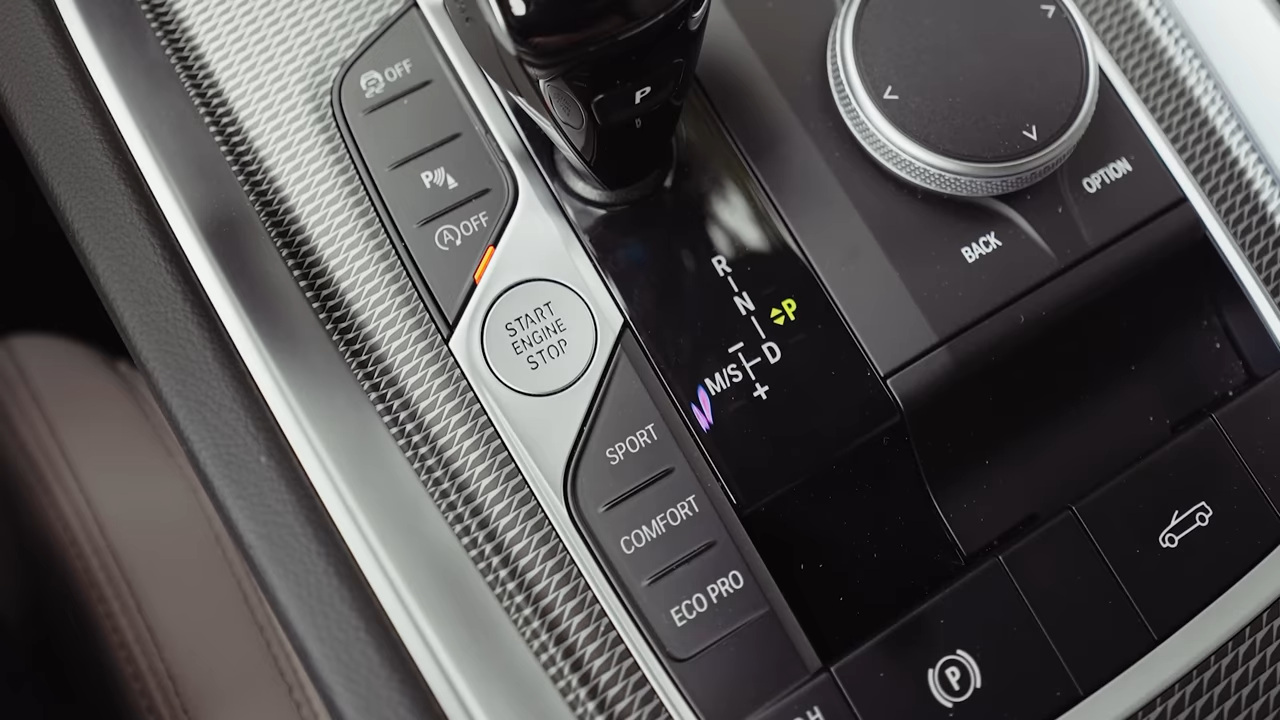 OFF
P
D
P
A OFF
OPTION
BACK
R
N
P
D
M/S
-
+
START
ENGINE
STOP
SPORT
COMFORT
ECO PRO
P